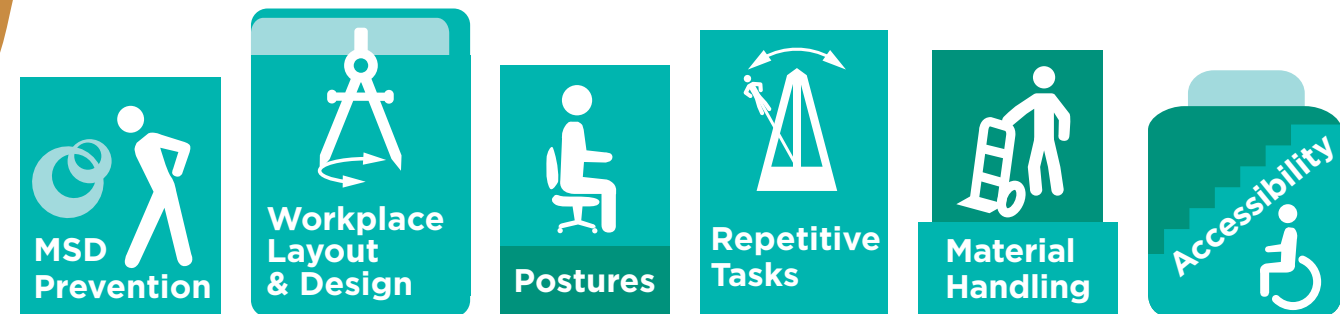 MSD
Prevention
Workplace
Layout
& Design
Postures
Repetitive
Tasks
Material
Handling
Accessibility